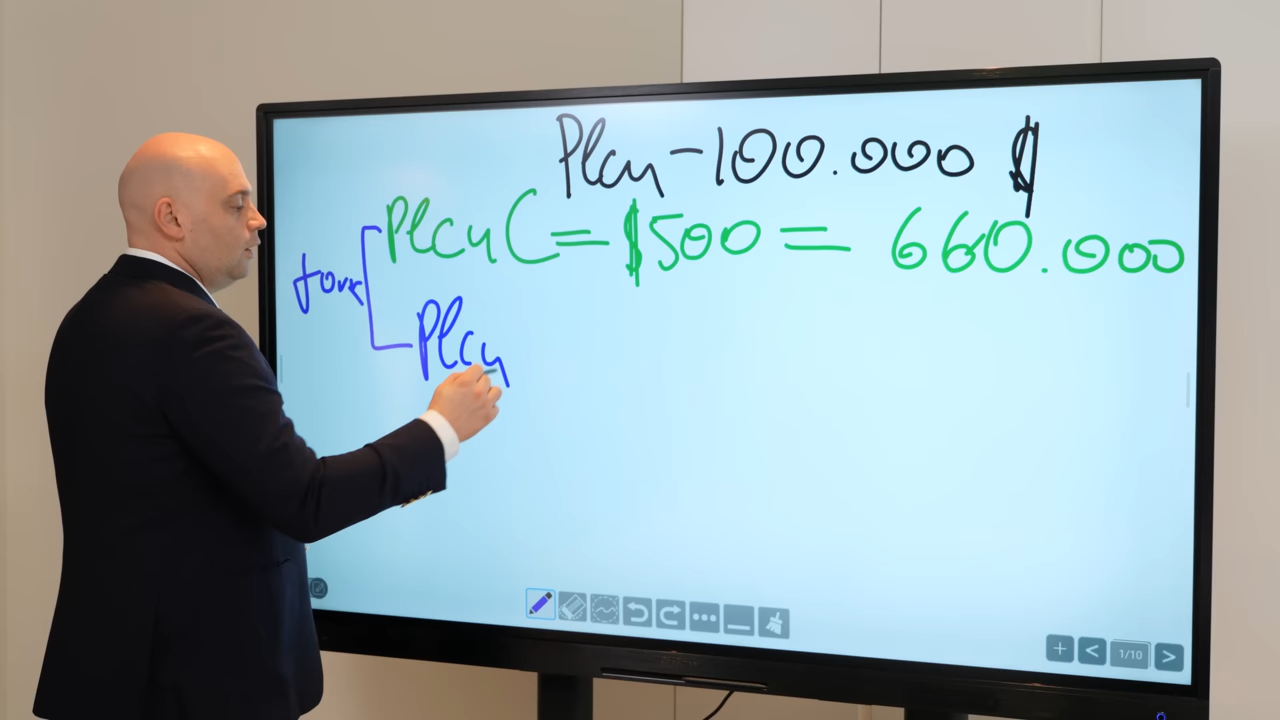 Plcu - 100.000 $
PlcuC = $500 = 660.000
fork
Plcu
1/10